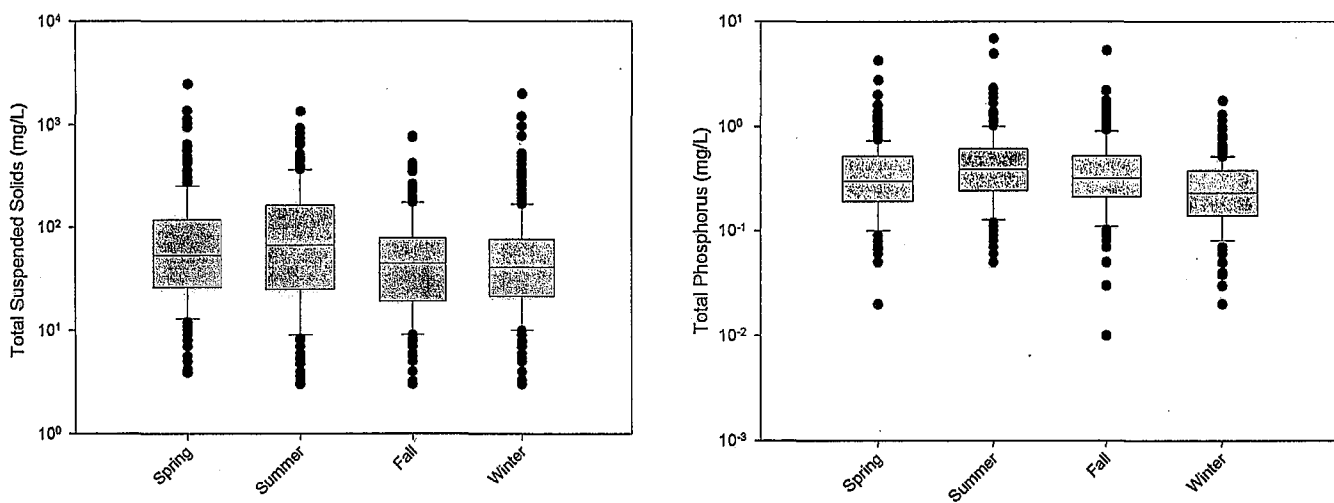 Total Suspended Solids (mg/L)
10⁴
10³
10²
10¹
10⁰
Spring
Summer
Fall
Winter
Total Phosphorus (mg/L)
10¹
10⁰
10⁻¹
10⁻²
10⁻³
Spring
Summer
Fall
Winter